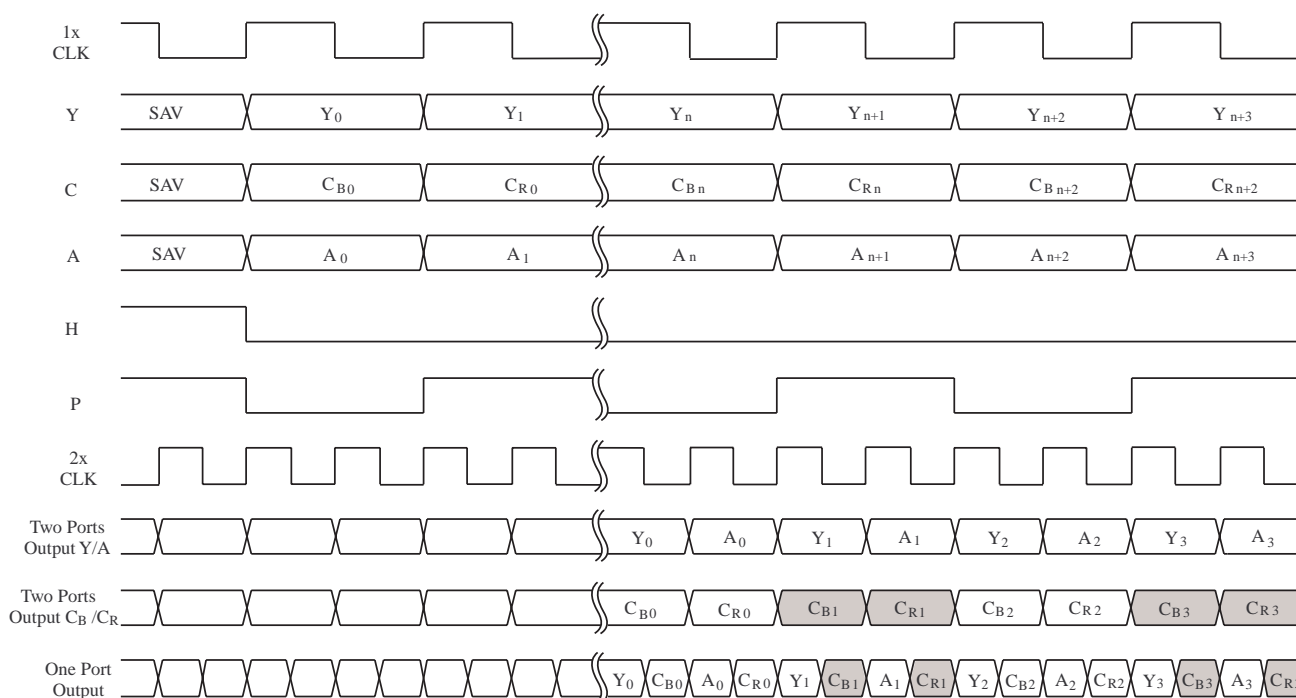 1x
CLK
Y SAV Y0 Y1 Yn Yn+1 Yn+2 Yn+3
C SAV CB0 CR0 CBn CRn CBn+2 CRn+2
A SAV A0 A1 An An+1 An+2 An+3
H
P
2x
CLK
Two Ports
Output Y/A
Y0 A0 Y1 A1 Y2 A2 Y3 A3
Two Ports
Output CB/CR
CB0 CR0 CB1 CR1 CB2 CR2 CB3 CR3
One Port
Output
Y0 CB0 A0 CR0 Y1 CB1 A1 CR1 Y2 CB2 A2 CR2 Y3 CB3 A3